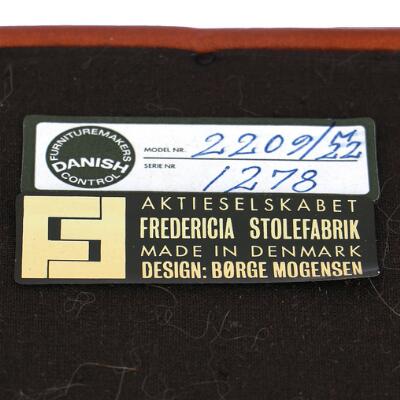 FURNITUREMAKERS
DANISH
CONTROL
MODEL NR. 2209/
SERIE NR. 1278
AKTIESELSKABET
FREDERICIA STOLEFABRIK
MADE IN DENMARK
DESIGN: BØRGE MOGENSEN